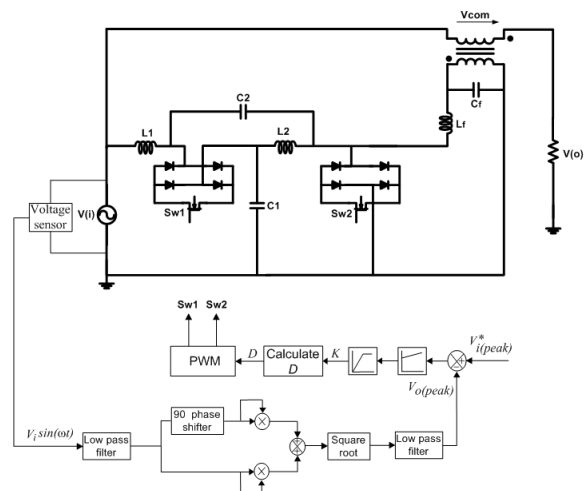 Vcom
C2
Cf
L1
L2
Lf
V(o)
Sw1
C1
Sw2
Voltage
sensor
V(i)
Sw1 Sw2
PWM
D
Calculate
D
K
V*i(peak)
Vo(peak)
Vi sin(ωt)
Low pass
filter
90 phase
shifter
Square
root
Low pass
filter